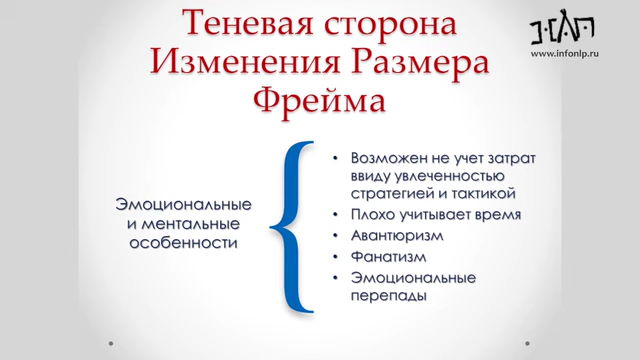 Теневая сторона
Изменения Размера
Фрейма
www.infonlp.ru
Эмоциональные
и ментальные
особенности
• Возможен не учет затрат
ввиду увлеченностью
стратегией и тактикой
• Плохо учитывает время
• Авантюризм
• Фанатизм
• Эмоциональные
перепады